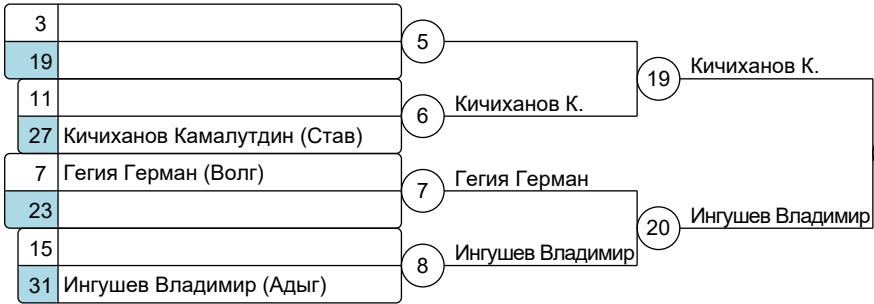 3
5
19
19
Кичиханов К.
11
6
Кичиханов К.
27 Кичиханов Камалутдин (Став)
7 Гегия Герман (Волг)
7
Гегия Герман
23
20
Ингушев Владимир
15
8
Ингушев Владимир
31 Ингушев Владимир (Адыг)